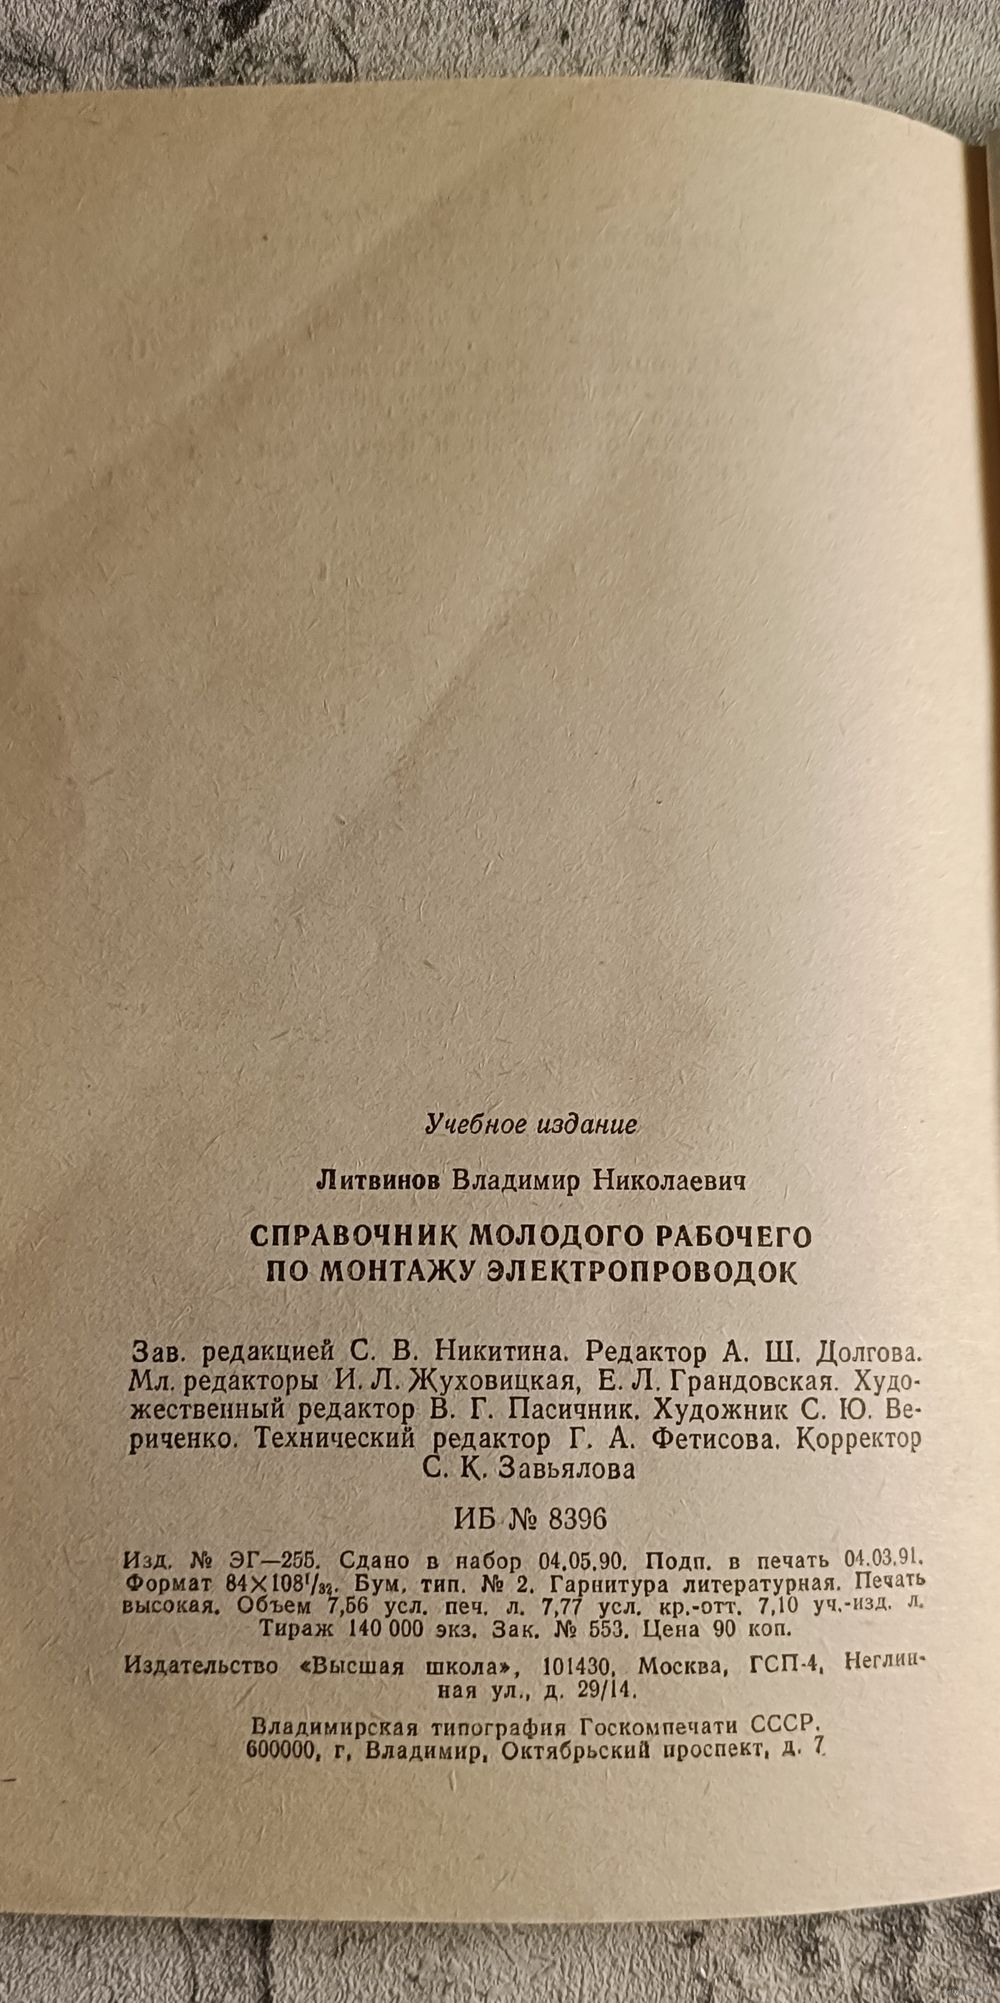 Учебное издание
Литвинов Владимир Николаевич
СПРАВОЧНИК МОЛОДОГО РАБОЧЕГО
ПО МОНТАЖУ ЭЛЕКТРОПРОВОДОК
Зав. редакцией С. В. Никитина. Редактор А. Ш. Долгова.
Мл. редакторы И. Л. Жуховицкая, Е. Л. Грандовская. Худо-
жественный редактор В. Г. Пасичник. Художник С. Ю. Ве-
риченко. Технический редактор Г. А. Фетисова. Корректор
С. К. Завьялова
ИБ № 8396
Изд. № ЭГ—255. Сдано в набор 04.05.90. Подп. в печать 04.03.91.
Формат 84×108¹/₃₂. Бум. тип. № 2. Гарнитура литературная. Печать
высокая. Объем 7,56 усл. печ. л. 7,77 усл. кр.-отт. 7,10 уч.-изд. л.
Тираж 140 000 экз. Зак. № 553. Цена 90 коп.
Издательство «Высшая школа», 101430, Москва, ГСП-4, Неглин-
ная ул., д. 29/14.
Владимирская типография Госкомпечати СССР.
600000, г. Владимир, Октябрьский проспект, д. 7